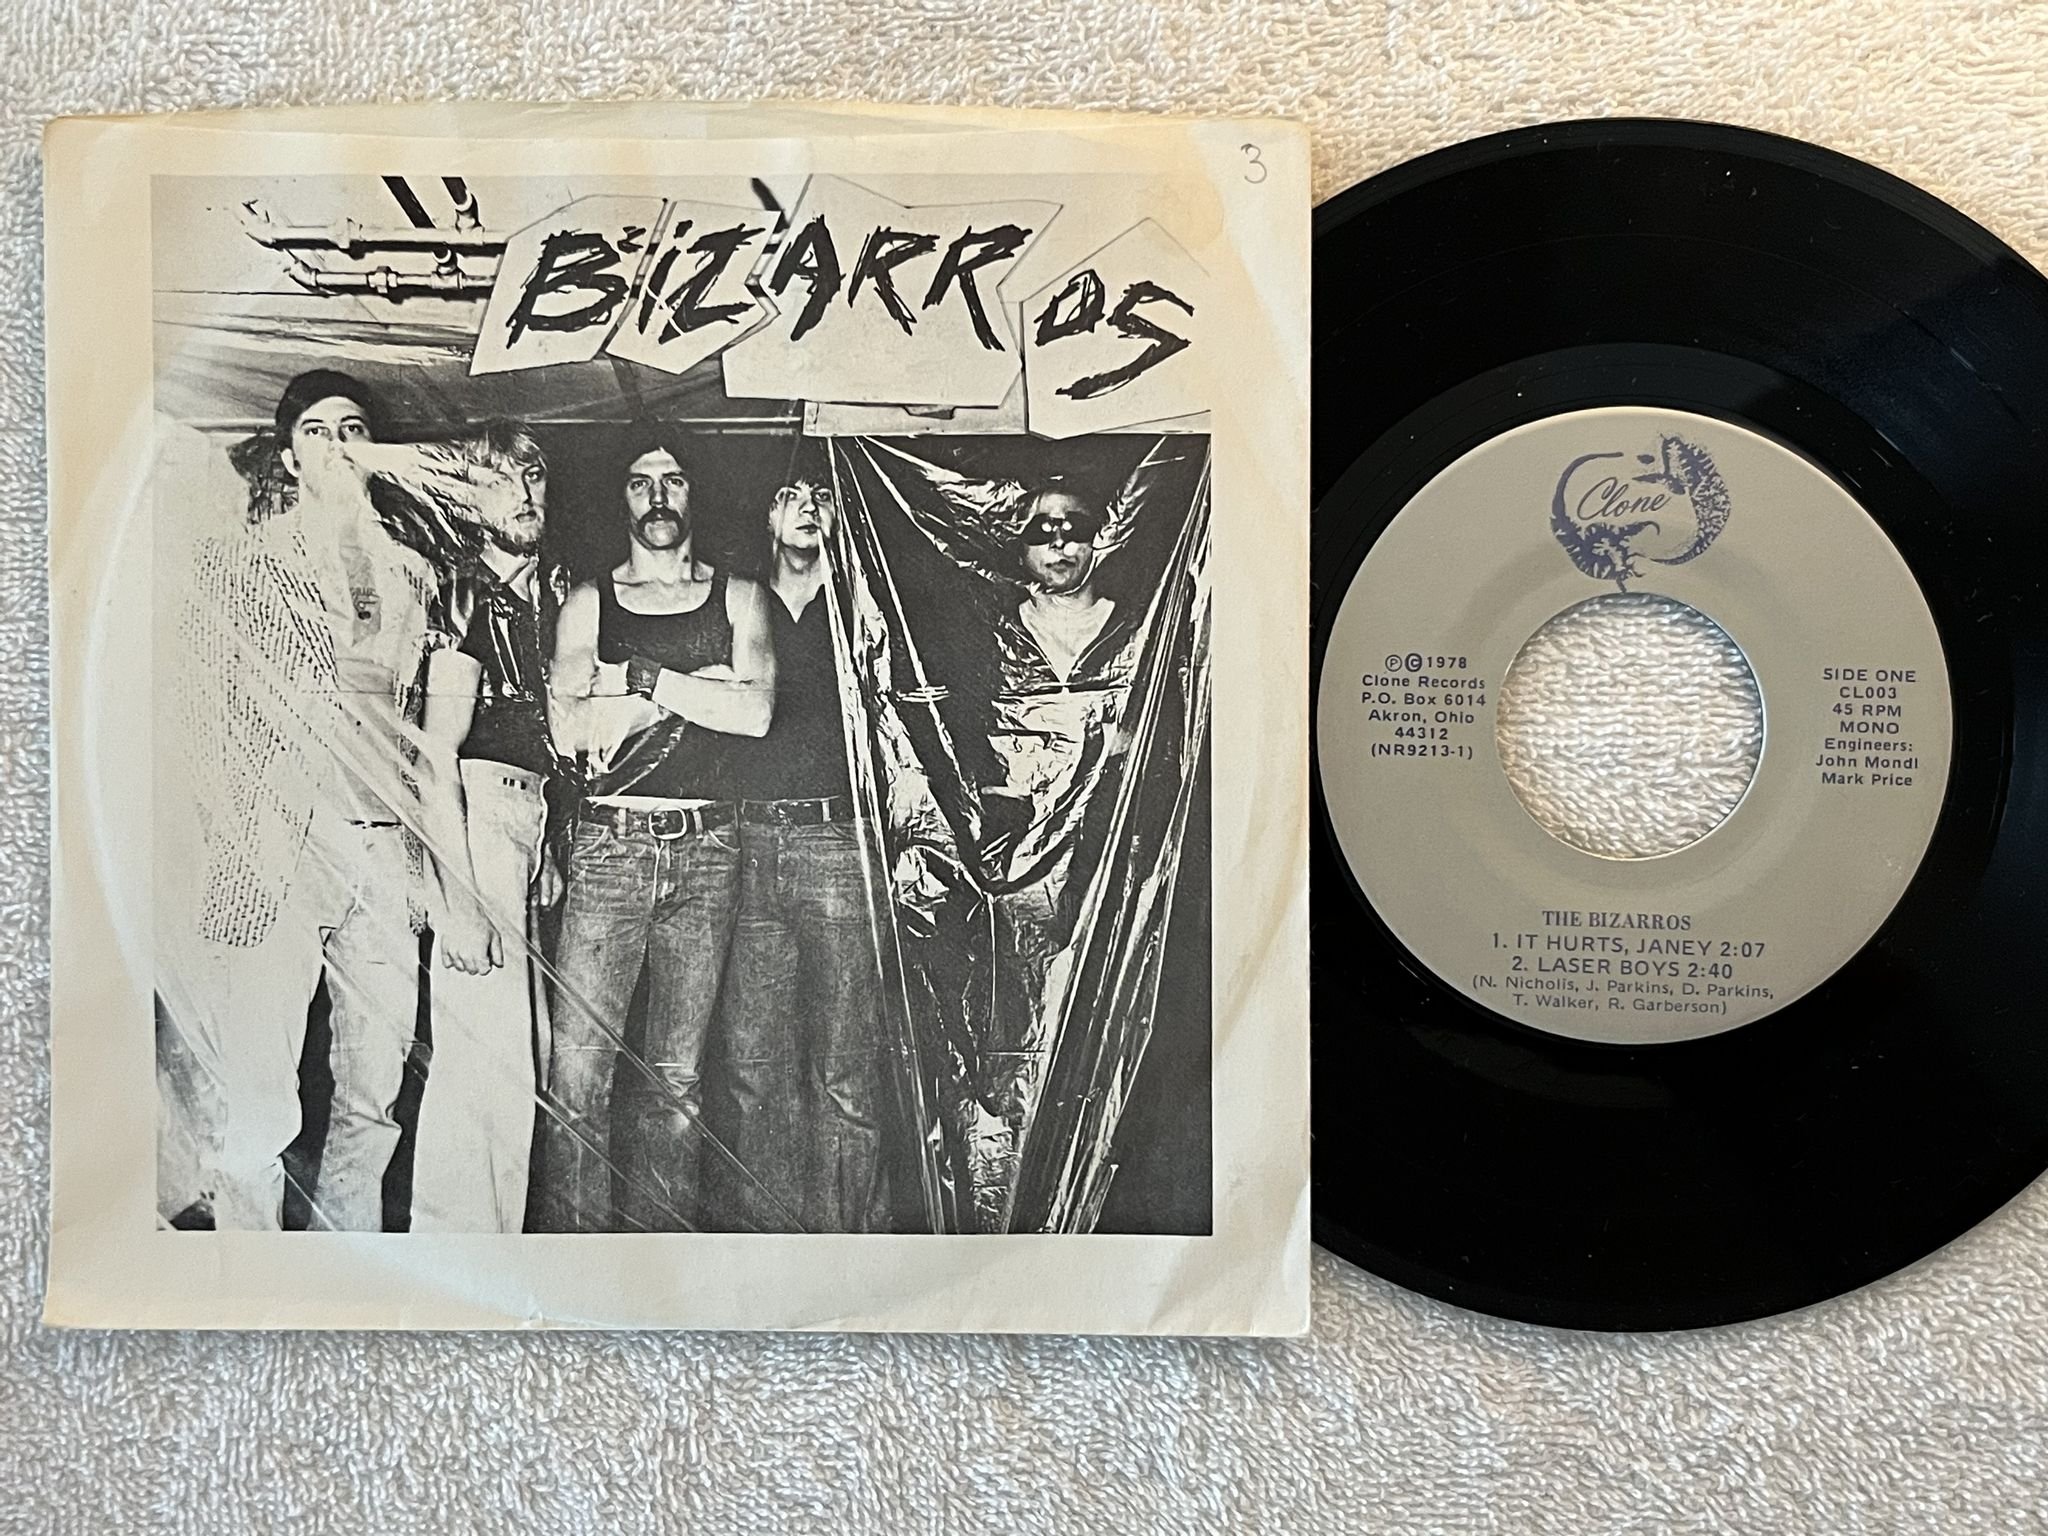 3
BiZARROS
Clone
℗©1978
Clone Records
P.O. Box 6014
Akron, Ohio
44312
(NR9213-1)
SIDE ONE
CL003
45 RPM
MONO
Engineers:
John Mondl
Mark Price
THE BIZARROS
1. IT HURTS, JANEY 2:07
2. LASER BOYS 2:40
(N. Nicholis, J. Parkins, D. Parkins,
T. Walker, R. Garberson)